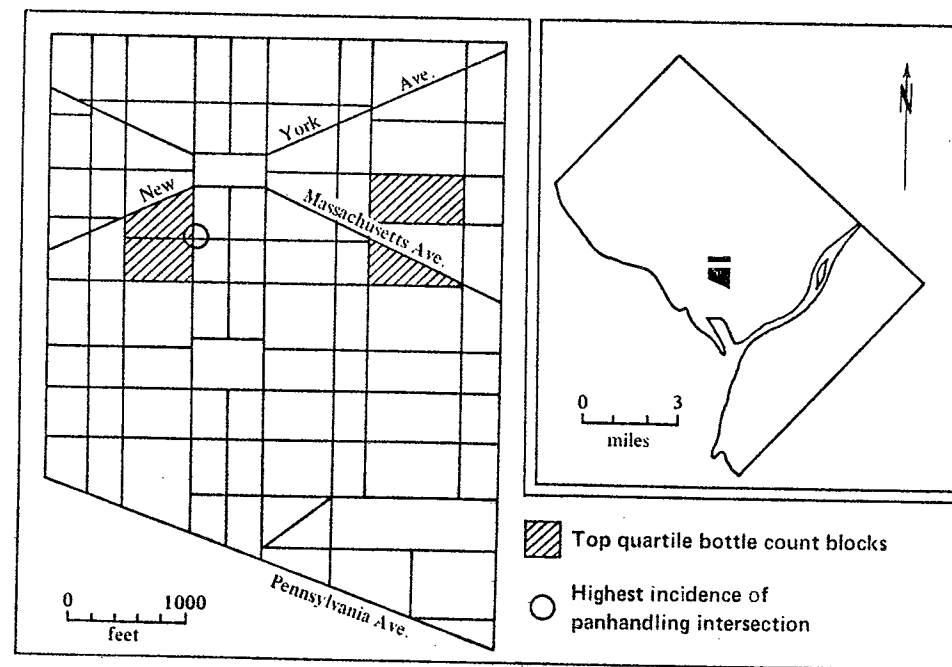 Ave.
York
New
Massachusetts Ave.
0 1000
feet
Pennsylvania Ave.
N
0 3
miles
Top quartile bottle count blocks
Highest incidence of
panhandling intersection